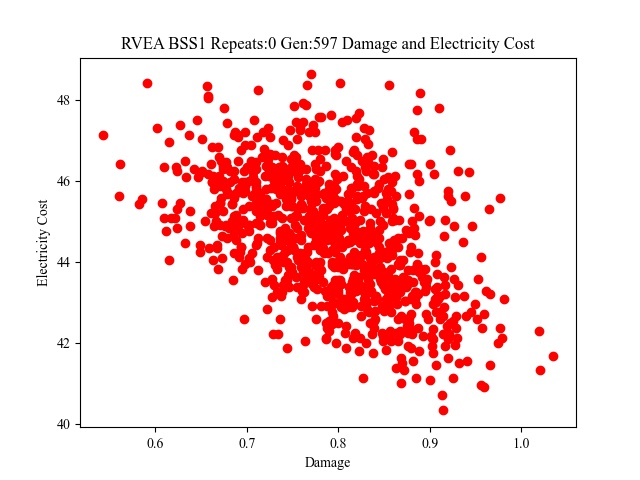 RVEA BSS1 Repeats:0 Gen:597 Damage and Electricity Cost
48
46
44
42
40
Electricity Cost
0.6 0.7 0.8 0.9 1.0
Damage